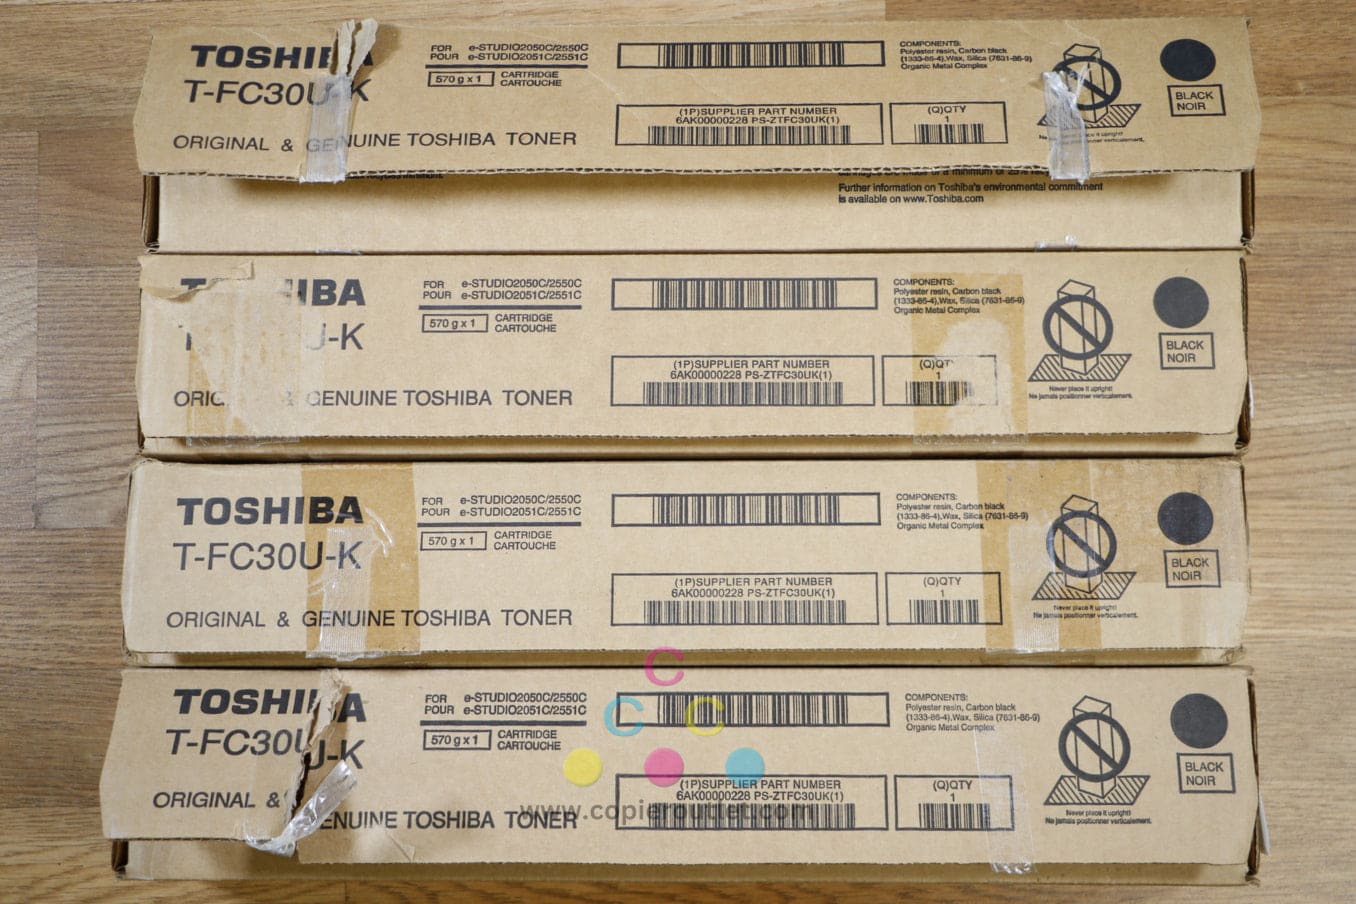 TOSHI A
T-FC30U-K
ORIGINAL & GENUINE TOSHIBA TONER
FOR e-STUDIO2050C/2550C
POUR e-STUDIO2051C/2551C
570 g x 1 CARTRIDGE
CARTOUCHE
(1P)SUPPLIER PART NUMBER
6AK00000228 PS-ZTFC30UK(1)
(Q)QTY
1
COMPONENTS:
Polyester resin, Carbon black
(1333-86-4),Wax, Silica (7631-86-9)
Organic Metal Complex
BLACK
NOIR
Further information on Toshiba's environmental commitment
is available on www.Toshiba.com
IBA
U-K
GENUINE TOSHIBA TONER
FOR e-STUDIO2050C/2550C
POUR e-STUDIO2051C/2551C
570 g x 1 CARTRIDGE
CARTOUCHE
(1P)SUPPLIER PART NUMBER
6AK00000228 PS-ZTFC30UK(1)
(Q)QTY
1
COMPONENTS:
Polyester resin, Carbon black
(1333-86-4),Wax, Silica (7631-86-9)
Organic Metal Complex
Never place it upright!
Ne jamais positionner verticalement.
BLACK
NOIR
TOSHIBA
T-FC30U-K
ORIGINAL & GENUINE TOSHIBA TONER
FOR e-STUDIO2050C/2550C
POUR e-STUDIO2051C/2551C
570 g x 1 CARTRIDGE
CARTOUCHE
(1P)SUPPLIER PART NUMBER
6AK00000228 PS-ZTFC30UK(1)
(Q)QTY
1
COMPONENTS:
Polyester resin, Carbon black
(1333-86-4),Wax, Silica (7631-86-9)
Organic Metal Complex
Never place it upright!
Ne jamais positionner verticalement.
BLACK
NOIR
TOSHI A
T-FC30U-K
ORIGINAL & ENUINE TOSHIBA TONER
FOR e-STUDIO2050C/2550C
POUR e-STUDIO2051C/2551C
570 g x 1 CARTRIDGE
CARTOUCHE
(1P)SUPPLIER PART NUMBER
6AK00000228 PS-ZTFC30UK(1)
(Q)QTY
1
COMPONENTS:
Polyester resin, Carbon black
(1333-86-4),Wax, Silica (7631-86-9)
Organic Metal Complex
Never place it upright!
Ne jamais positionner verticalement.
BLACK
NOIR
C
C C
www.copieroutlet.com